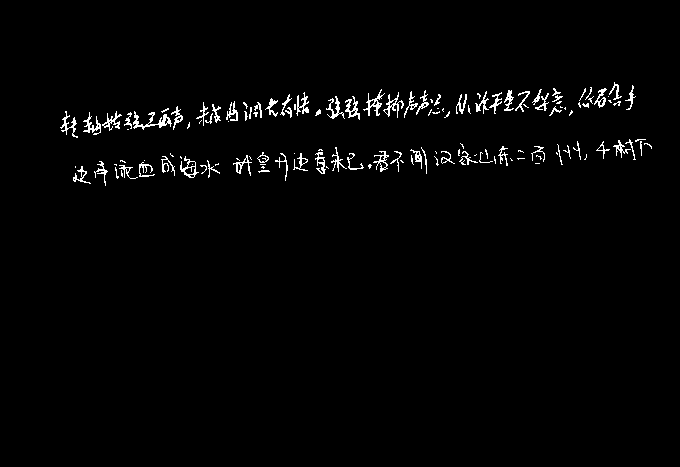 转轴拨弦三两声,未成曲调先有情。弦弦掩抑声声思,似诉平生不得志,低眉信手
边庭流血成海水 武皇开边意未已。君不闻汉家山东二百州,千村万